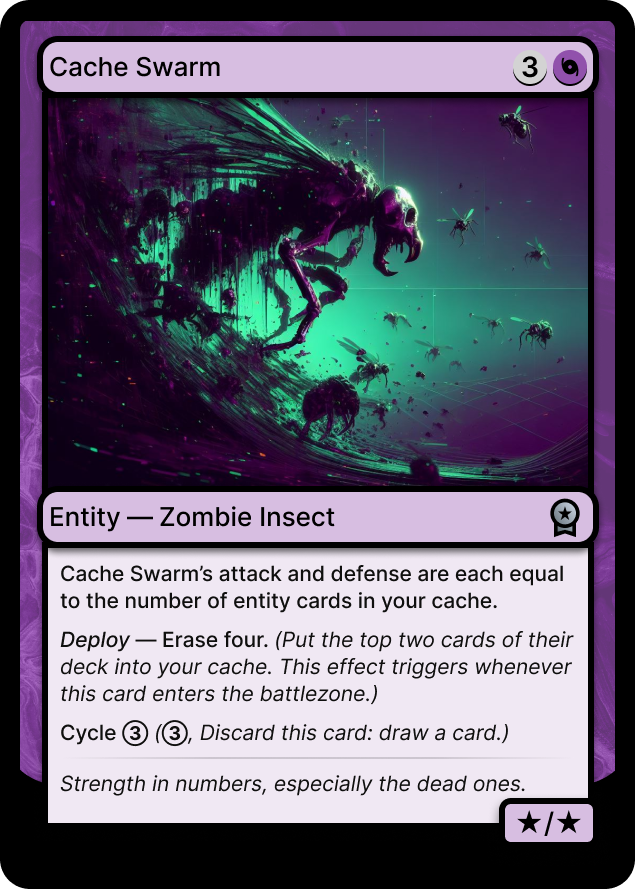 Cache Swarm
3
Entity — Zombie Insect
Cache Swarm’s attack and defense are each equal
to the number of entity cards in your cache.
Deploy — Erase four. (Put the top two cards of their
deck into your cache. This effect triggers whenever
this card enters the battlezone.)
Cycle ③ (③, Discard this card: draw a card.)
Strength in numbers, especially the dead ones.
★/★